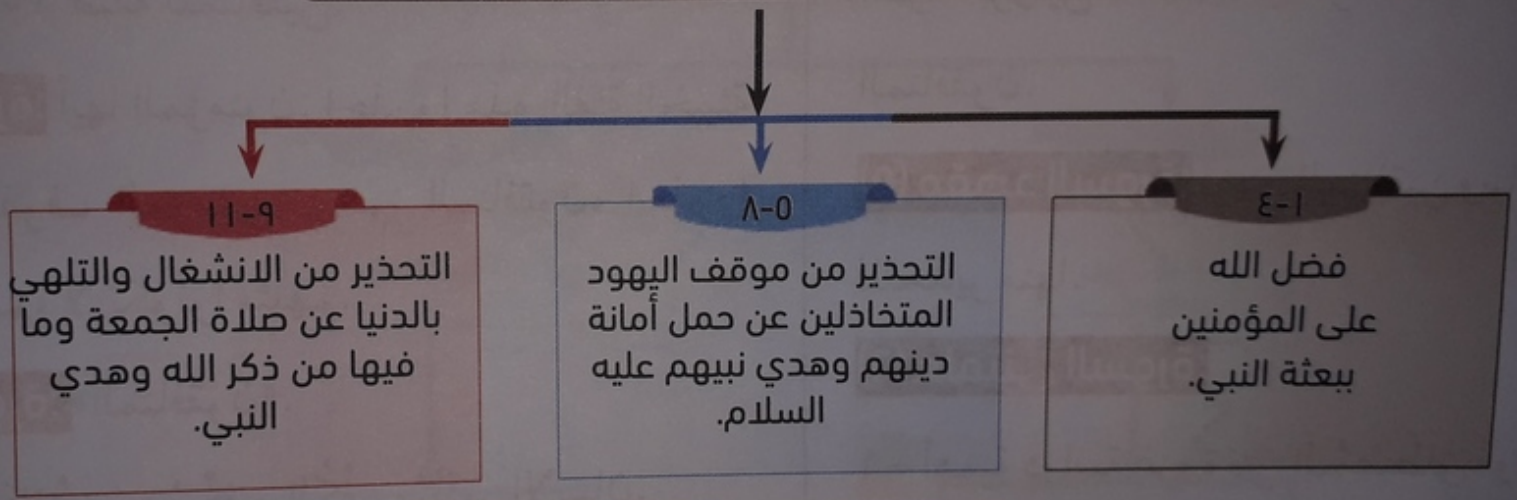 ١-٤
فضل الله
على المؤمنين
ببعثة النبي.
٥-٨
التحذير من موقف اليهود
المتخاذلين عن حمل أمانة
دينهم وهدي نبيهم عليه
السلام.
٩-١١
التحذير من الانشغال والتلهي
بالدنيا عن صلاة الجمعة وما
فيها من ذكر الله وهدي
النبي.